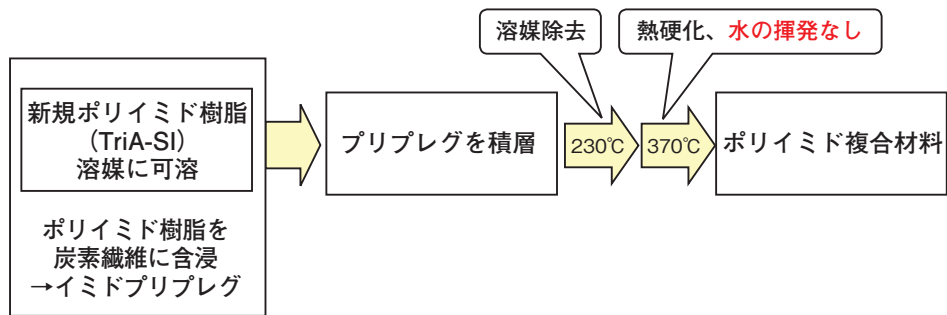 溶媒除去
熱硬化、水の揮発なし
新規ポリイミド樹脂
（TriA-SI）
溶媒に可溶
ポリイミド樹脂を
炭素繊維に含浸
→イミドプリプレグ
プリプレグを積層
230℃
370℃
ポリイミド複合材料